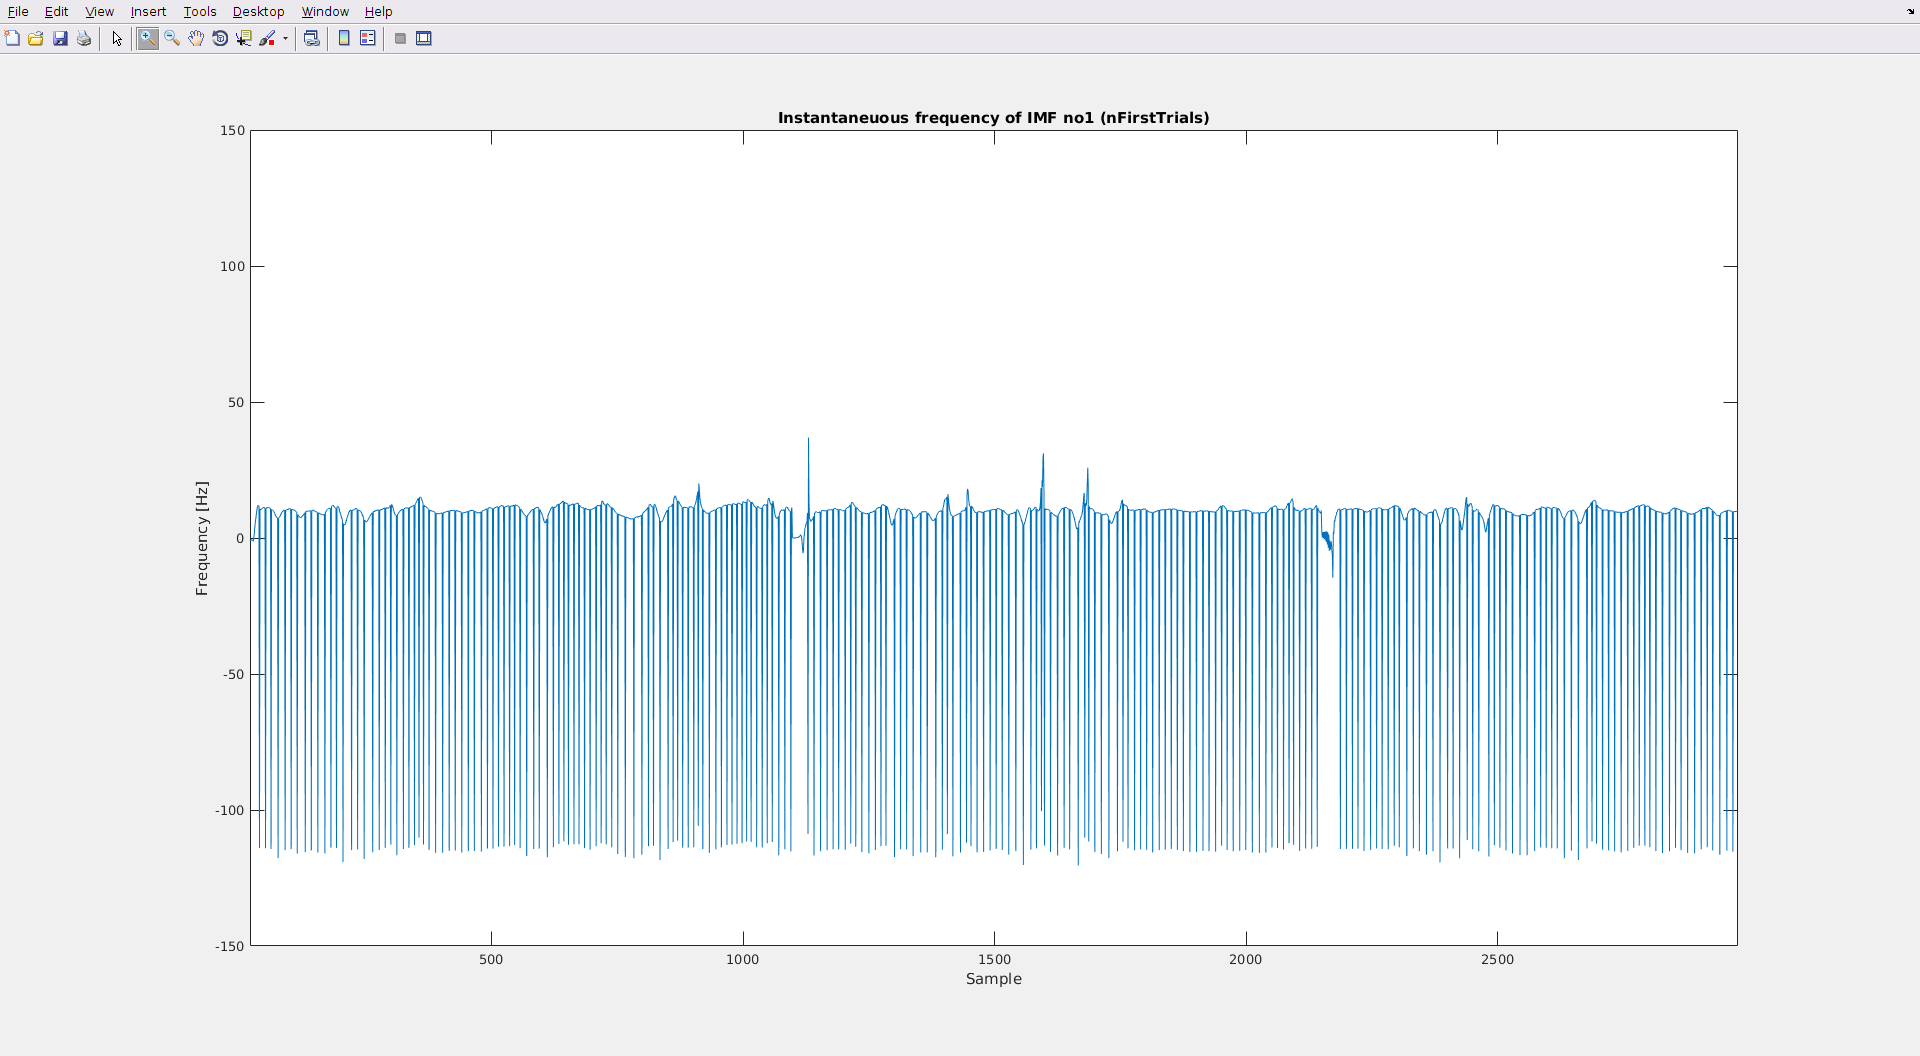 File Edit View Insert Tools Desktop Window Help
Instantaneuous frequency of IMF no1 (nFirstTrials)
150
100
50
0
-50
-100
-150
Frequency [Hz]
500 1000 1500 2000 2500
Sample